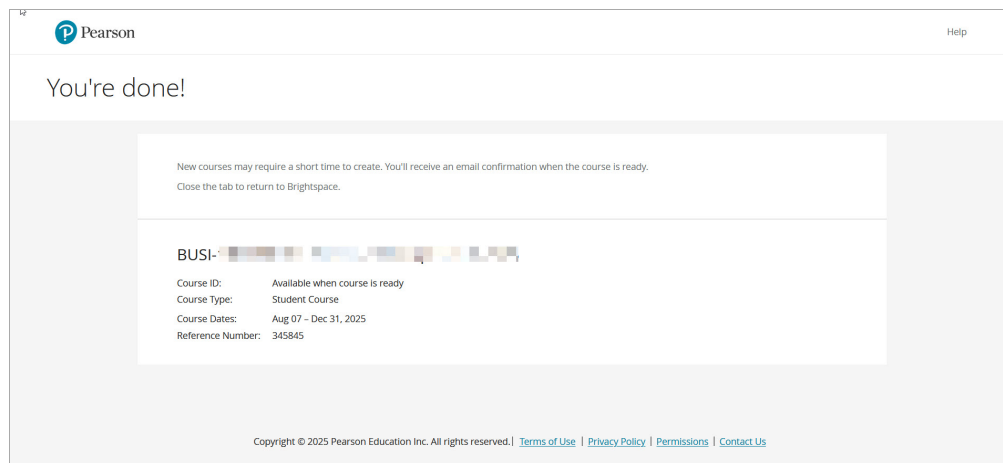 Pearson
Help
You're done!
New courses may require a short time to create. You'll receive an email confirmation when the course is ready.
Close the tab to return to Brightspace.
BUSI-
Course ID: Available when course is ready
Course Type: Student Course
Course Dates: Aug 07 – Dec 31, 2025
Reference Number: 345845
Copyright © 2025 Pearson Education Inc. All rights reserved. | Terms of Use | Privacy Policy | Permissions | Contact Us